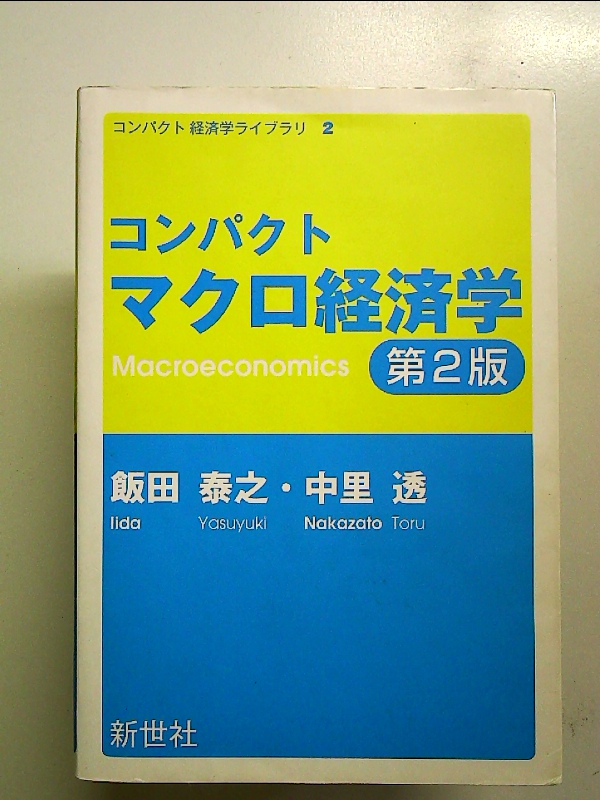 コンパクト 経済学ライブラリ 2
コンパクト
マクロ経済学
Macroeconomics 第2版
飯田 泰之・中里 透
Iida Yasuyuki Nakazato Toru
新世社